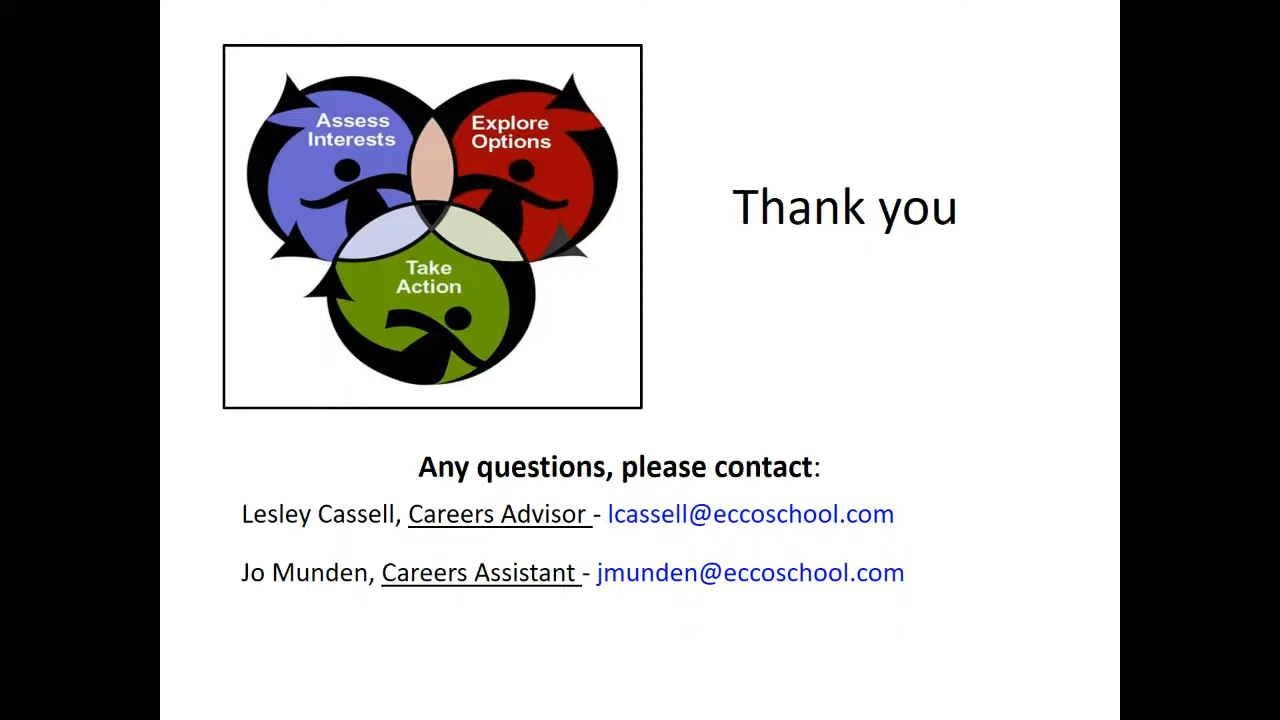 Assess
Interests
Explore
Options
Take
Action
Thank you
Any questions, please contact:
Lesley Cassell, Careers Advisor - lcassell@eccoschool.com
Jo Munden, Careers Assistant - jmunden@eccoschool.com